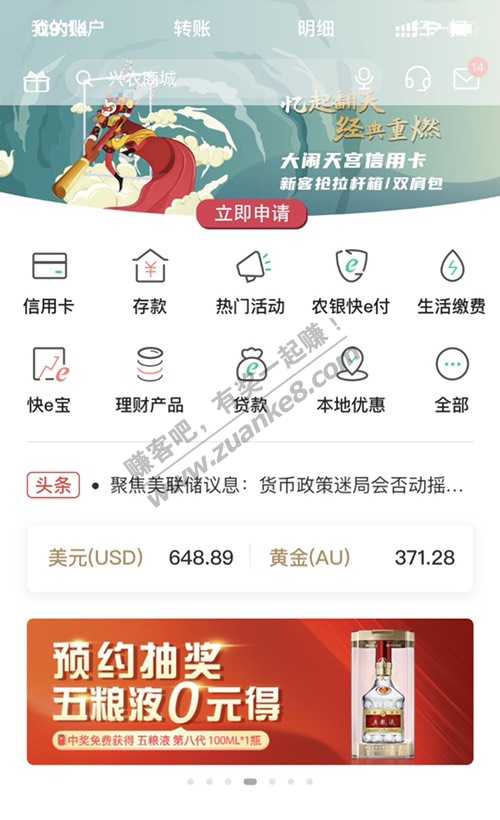 我的账户 转账 明细 扫一扫
09:14
兴农商城 14
忆起翻天
经典重燃
大闹天宫信用卡
新客抢拉杆箱/双肩包
立即申请
信用卡 存款 热门活动 农银快e付 生活缴费
快e宝 理财产品 贷款 本地优惠 全部
赚客吧，有奖一起赚！
www.zuanke8.com
头条 • 聚焦美联储议息：货币政策迷局会否动摇...
美元(USD) 648.89 黄金(AU) 371.28
预约抽奖
五粮液0元得
中奖免费获得 五粮液 第八代 100ML*1瓶
五粮液